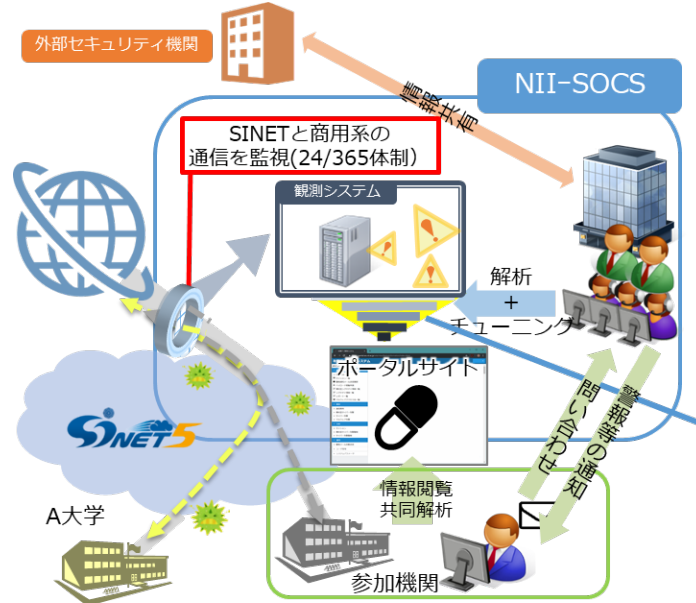 外部セキュリティ機関
NII-SOCS
情報共有
SINETと商用系の
通信を監視(24/365体制)
観測システム
解析
+
チューニング
ポータルサイト
SINET5
問い合わせ
警報等の通知
情報閲覧
共同解析
A大学
参加機関